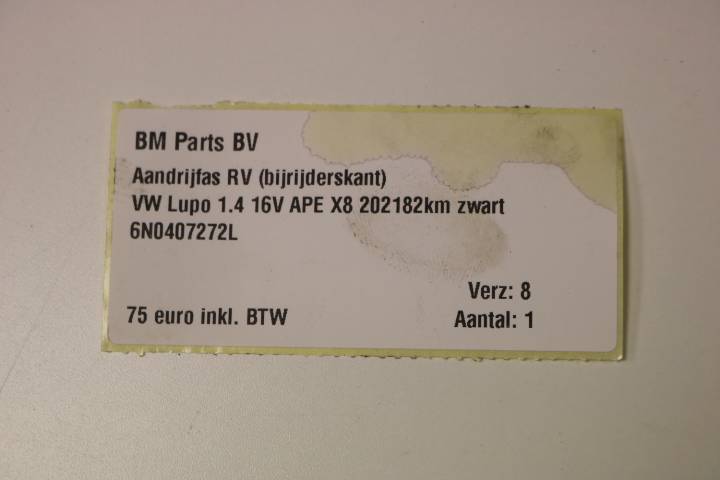 BM Parts BV
Aandrijfas RV (bijrijderskant)
VW Lupo 1.4 16V APE X8 202182km zwart
6N0407272L
Verz: 8
75 euro inkl. BTW
Aantal: 1